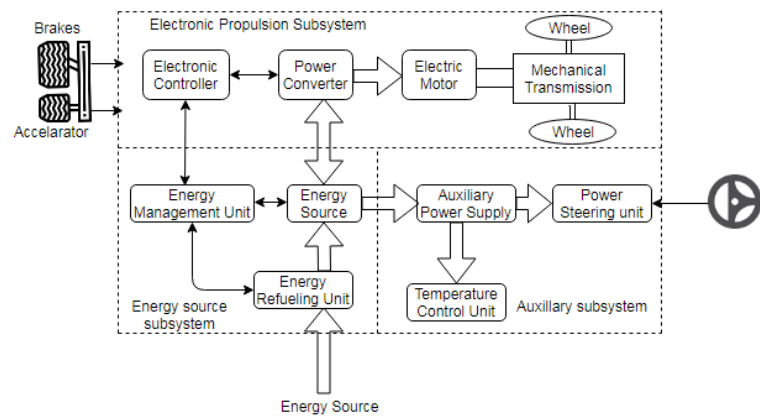 Electronic Propulsion Subsystem
Brakes
Accelarator
Electronic
Controller
Power
Converter
Electric
Motor
Wheel
Mechanical
Transmission
Wheel
Energy
Management Unit
Energy
Source
Auxiliary
Power Supply
Power
Steering unit
Energy
Refueling Unit
Energy source
subsystem
Temperature
Control Unit
Auxillary subsystem
Energy Source